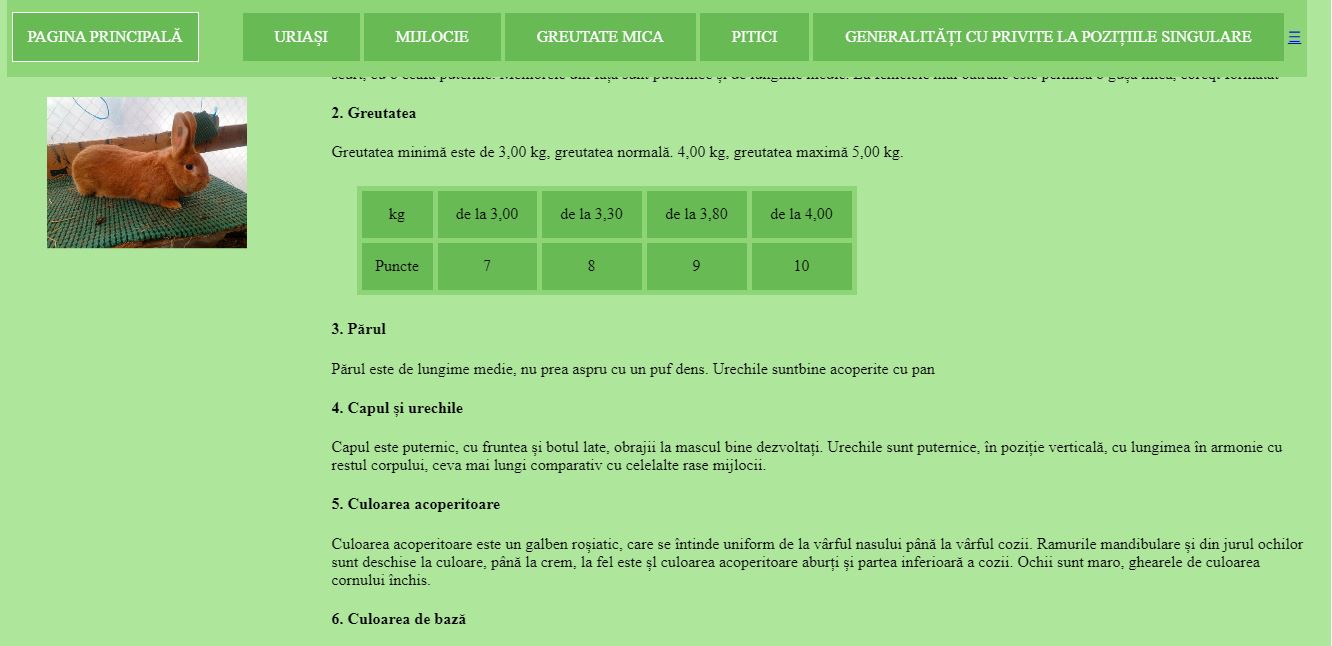 PAGINA PRINCIPALĂ
URIAȘI
MIJLOCIE
GREUTATE MICA
PITICI
GENERALITĂȚI CU PRIVITE LA POZIȚIILE SINGULARE
☰
2. Greutatea
Greutatea minimă este de 3,00 kg, greutatea normală. 4,00 kg, greutatea maximă 5,00 kg.
kg de la 3,00 de la 3,30 de la 3,80 de la 4,00
Puncte 7 8 9 10
3. Părul
Părul este de lungime medie, nu prea aspru cu un puf dens. Urechile suntbine acoperite cu pan
4. Capul și urechile
Capul este puternic, cu fruntea și botul late, obrajii la mascul bine dezvoltați. Urechile sunt puternice, în poziție verticală, cu lungimea în armonie cu
restul corpului, ceva mai lungi comparativ cu celelalte rase mijlocii.
5. Culoarea acoperitoare
Culoarea acoperitoare este un galben roșiatic, care se întinde uniform de la vârful nasului până la vârful cozii. Ramurile mandibulare și din jurul ochilor
sunt deschise la culoare, până la crem, la fel este șl culoarea acoperitoare aburți și partea inferioară a cozii. Ochii sunt maro, ghearele de culoarea
cornului închis.
6. Culoarea de bază